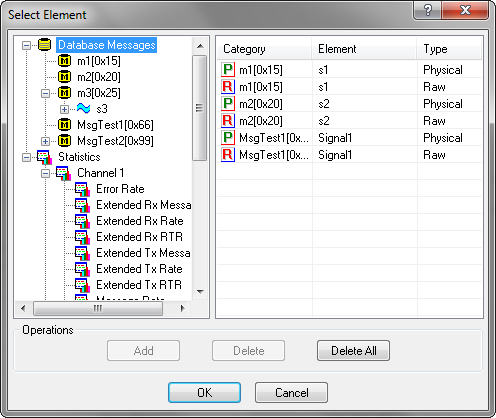 Select Element
Database Messages
m1[0x15]
m2[0x20]
m3[0x25]
s3
MsgTest1[0x66]
MsgTest2[0x99]
Statistics
Channel 1
Error Rate
Extended Rx Messa
Extended Rx Rate
Extended Rx RTR
Extended Tx Messa
Extended Tx Rate
Extended Tx RTR
Message Rate
Category Element Type
P m1[0x15] s1 Physical
R m1[0x15] s1 Raw
P m2[0x20] s2 Physical
R m2[0x20] s2 Raw
P MsgTest1[0x... Signal1 Physical
R MsgTest1[0x... Signal1 Raw
Operations
Add Delete Delete All
OK Cancel